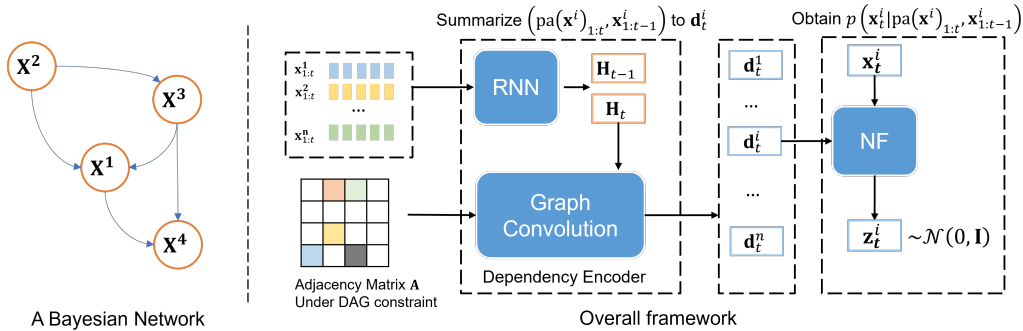 X²
X³
X¹
X⁴
A Bayesian Network
Summarize (pa(xⁱ)₁:ₜ, xⁱ₁:ₜ₋₁) to dⁱₜ
x¹₁:ₜ
x²₁:ₜ
...
xⁿ₁:ₜ
RNN
Hₜ₋₁
Hₜ
Graph
Convolution
Dependency Encoder
Adjacency Matrix A
Under DAG constraint
d¹ₜ
...
dⁱₜ
...
dⁿₜ
Obtain p (xⁱₜ|pa(xⁱ)₁:ₜ, xⁱ₁:ₜ₋₁)
xⁱₜ
NF
zⁱₜ ~𝒩(0, I)
Overall framework